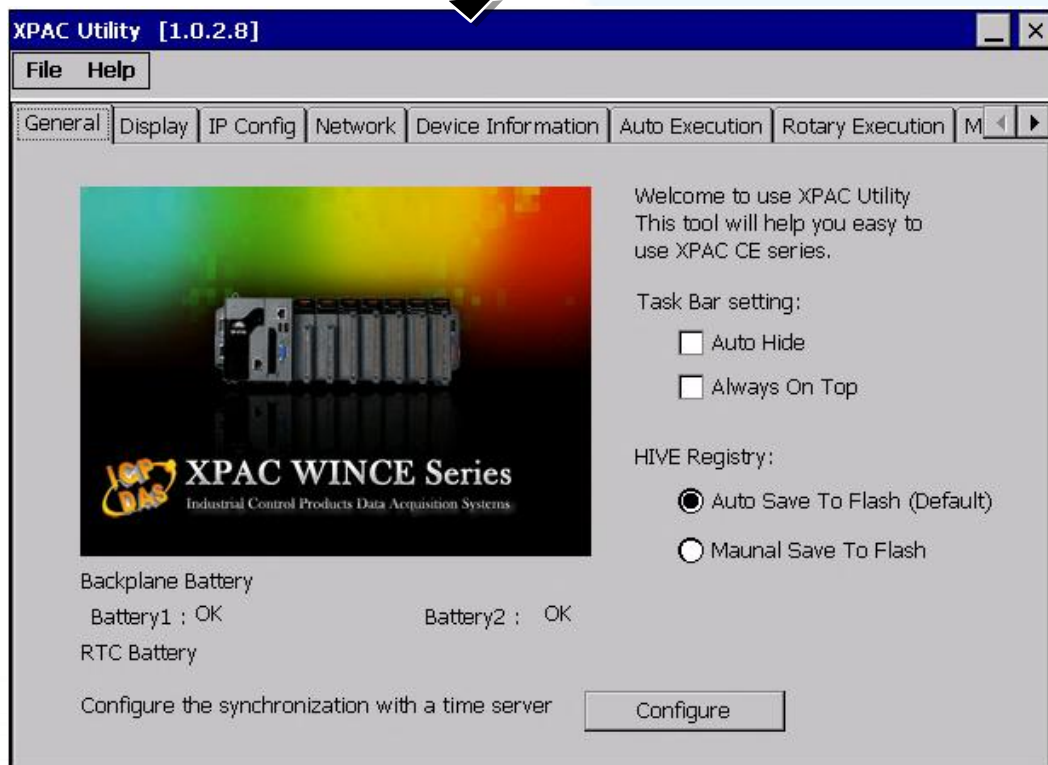 XPAC Utility [1.0.2.8]
File Help
General Display IP Config Network Device Information Auto Execution Rotary Execution M
Welcome to use XPAC Utility
This tool will help you easy to
use XPAC CE series.
Task Bar setting:
Auto Hide
Always On Top
HIVE Registry:
Auto Save To Flash (Default)
Maunal Save To Flash
ICP DAS
XPAC WINCE Series
Industrial Control Products Data Acquisition Systems
Backplane Battery
Battery1 : OK Battery2 : OK
RTC Battery
Configure the synchronization with a time server Configure